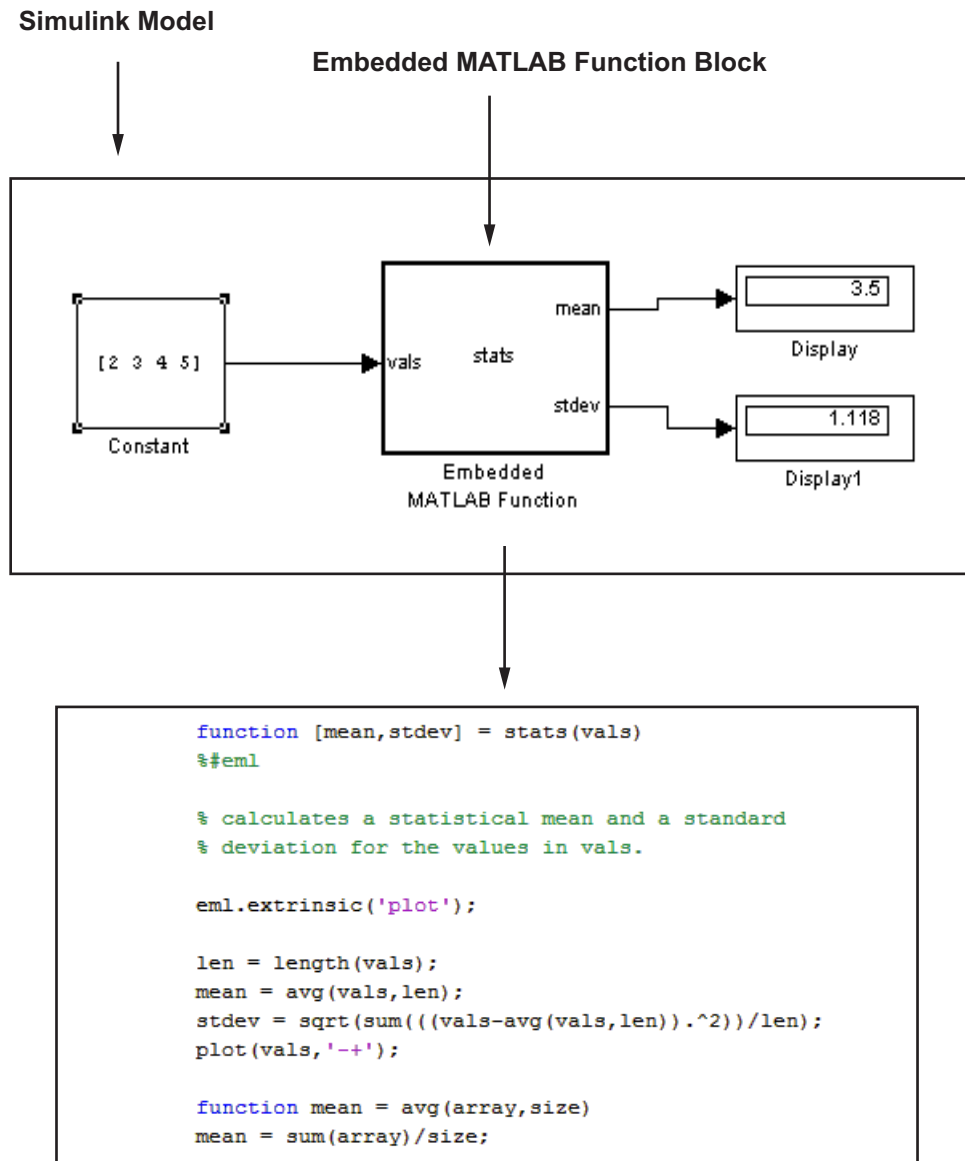 Simulink Model
Embedded MATLAB Function Block
[2 3 4 5]
Constant
vals
stats
mean
stdev
Embedded
MATLAB Function
3.5
Display
1.118
Display1
function [mean,stdev] = stats(vals)
%#eml
% calculates a statistical mean and a standard
% deviation for the values in vals.
eml.extrinsic('plot');
len = length(vals);
mean = avg(vals,len);
stdev = sqrt(sum(((vals-avg(vals,len)).^2))/len);
plot(vals,'-+');
function mean = avg(array,size)
mean = sum(array)/size;